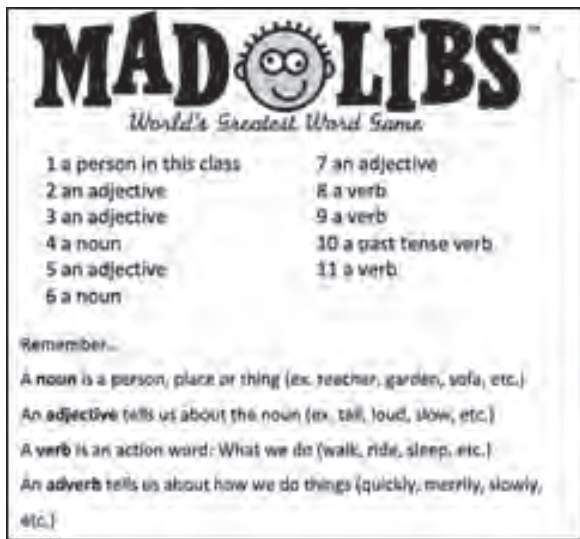 MAD LIBS™
World's Greatest Word Game
1 a person in this class
2 an adjective
3 an adjective
4 a noun
5 an adjective
6 a noun
7 an adjective
8 a verb
9 a verb
10 a past tense verb
11 a verb
Remember...
A noun is a person, place or thing (ex. teacher, garden, sofa, etc.)
An adjective tells us about the noun (ex. tall, loud, slow, etc.)
A verb is an action word: What we do (walk, ride, sleep, etc.)
An adverb tells us about how we do things (quickly, merrily, slowly,
etc.)